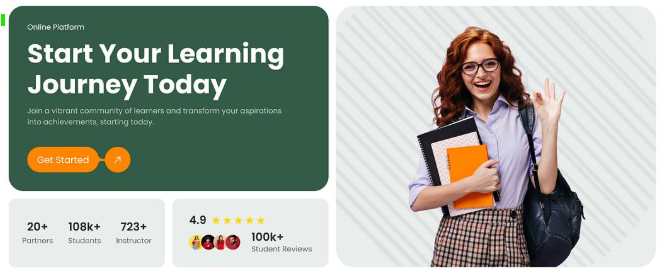 Online Platform
Start Your Learning
Journey Today
Join a vibrant community of learners and transform your aspirations
into achievements, starting today.
Get Started
20+
Partners
108k+
Students
723+
Instructor
4.9
100k+
Student Reviews